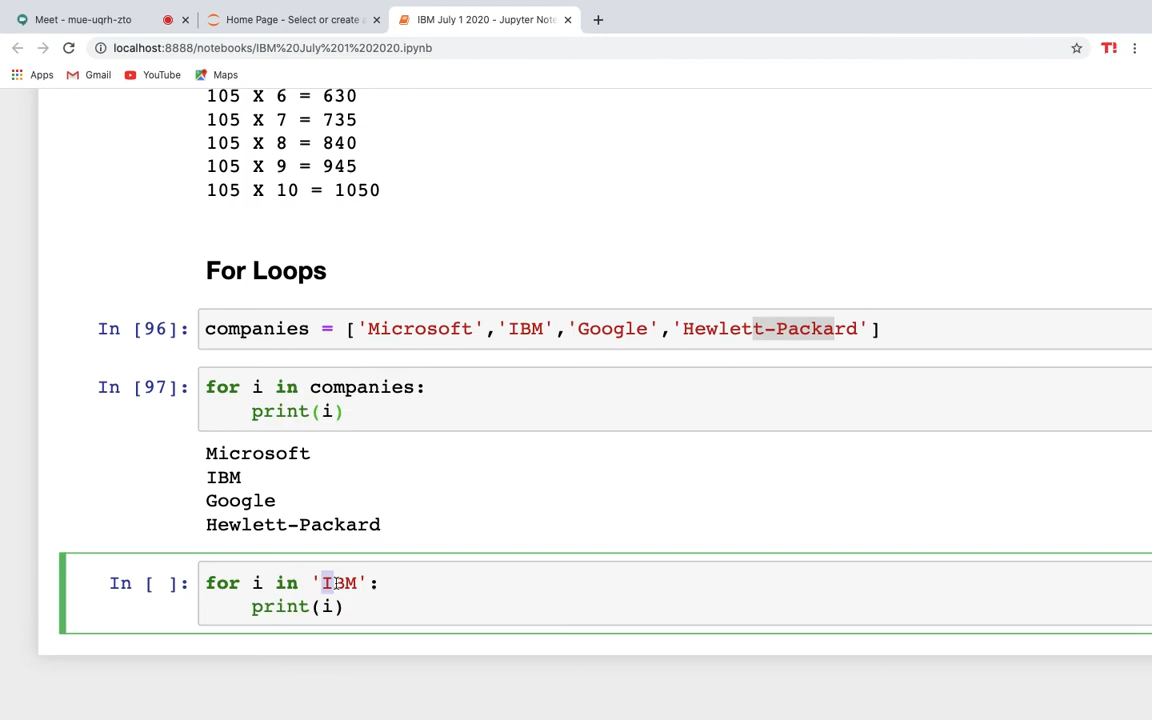 Meet - mue-uqrh-zto
Home Page - Select or create a
IBM July 1 2020 - Jupyter Note
localhost:8888/notebooks/IBM%20July%201%202020.ipynb
T!
Apps Gmail YouTube Maps
105 X 6 = 630
105 X 7 = 735
105 X 8 = 840
105 X 9 = 945
105 X 10 = 1050
For Loops
In [96]: companies = ['Microsoft','IBM','Google','Hewlett-Packard']
In [97]: for i in companies:
print(i)
Microsoft
IBM
Google
Hewlett-Packard
In [ ]: for i in 'IBM':
print(i)